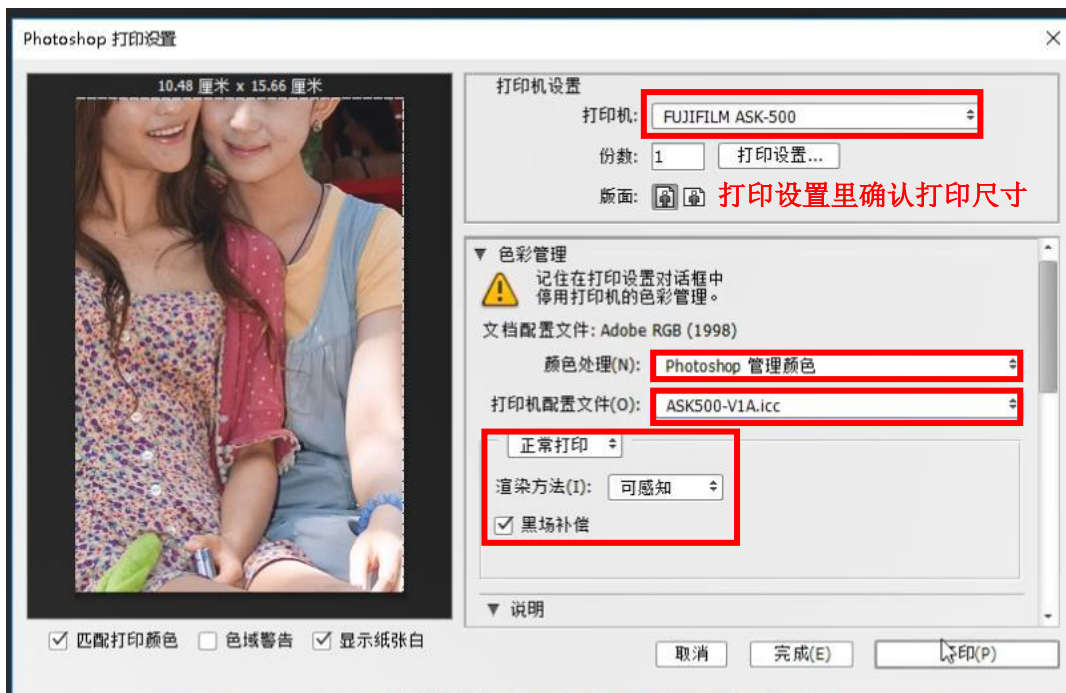 Photoshop 打印设置
10.48 厘米 x 15.66 厘米
打印机设置
打印机: FUJIFILM ASK-500
份数: 1 打印设置...
版面: 打印设置里确认打印尺寸
▼ 色彩管理
记住在打印设置对话框中
停用打印机的色彩管理。
文档配置文件: Adobe RGB (1998)
颜色处理(N): Photoshop 管理颜色
打印机配置文件(O): ASK500-V1A.icc
正常打印
渲染方法(I): 可感知
黑场补偿
▼ 说明
匹配打印颜色 色域警告 显示纸张白
取消 完成(E) 印(P)